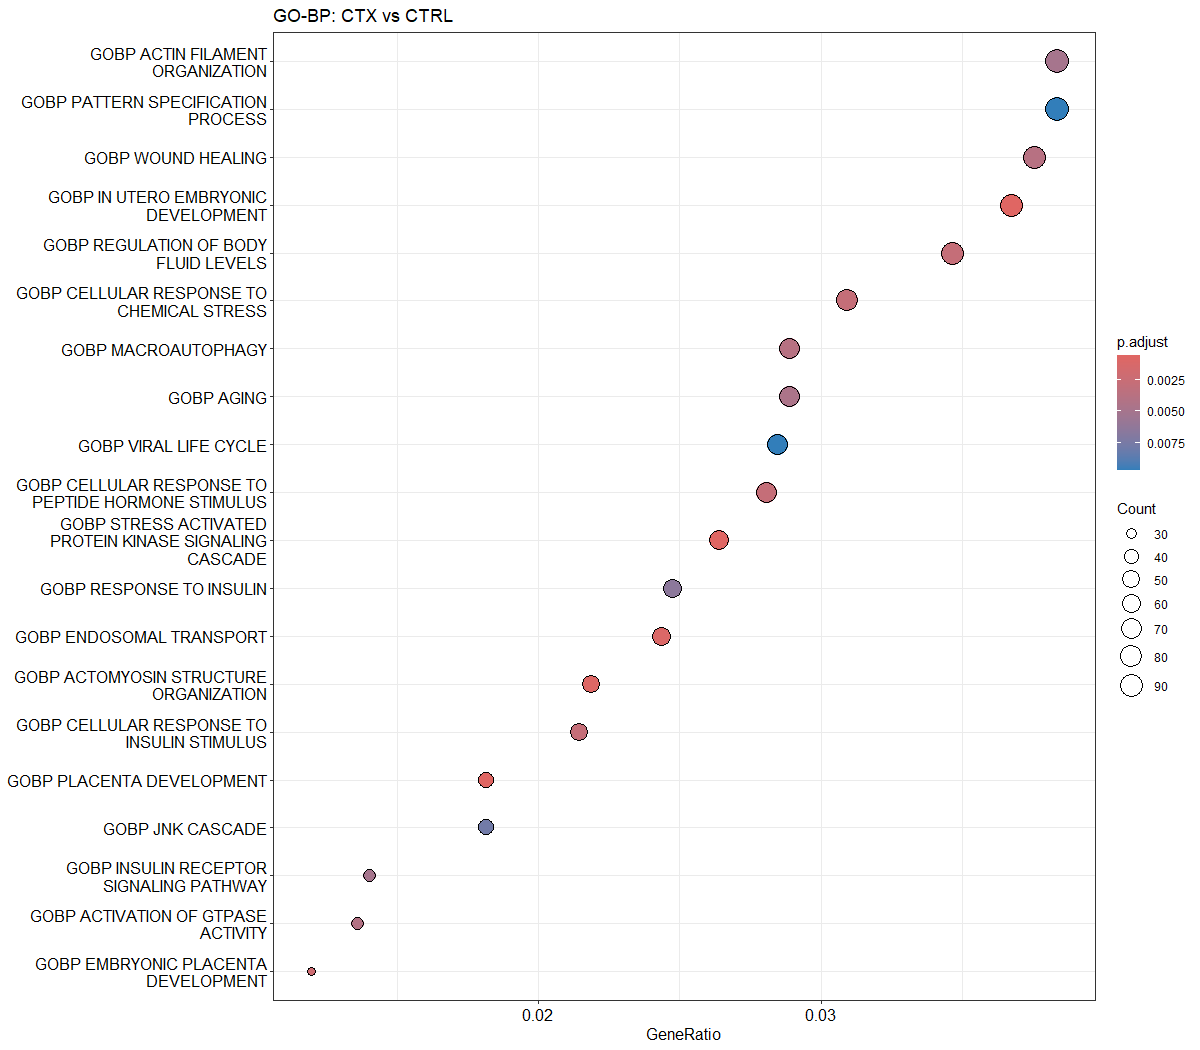 GO-BP: CTX vs CTRL
GOBP ACTIN FILAMENT
ORGANIZATION
GOBP PATTERN SPECIFICATION
PROCESS
GOBP WOUND HEALING
GOBP IN UTERO EMBRYONIC
DEVELOPMENT
GOBP REGULATION OF BODY
FLUID LEVELS
GOBP CELLULAR RESPONSE TO
CHEMICAL STRESS
GOBP MACROAUTOPHAGY
GOBP AGING
GOBP VIRAL LIFE CYCLE
GOBP CELLULAR RESPONSE TO
PEPTIDE HORMONE STIMULUS
GOBP STRESS ACTIVATED
PROTEIN KINASE SIGNALING
CASCADE
GOBP RESPONSE TO INSULIN
GOBP ENDOSOMAL TRANSPORT
GOBP ACTOMYOSIN STRUCTURE
ORGANIZATION
GOBP CELLULAR RESPONSE TO
INSULIN STIMULUS
GOBP PLACENTA DEVELOPMENT
GOBP JNK CASCADE
GOBP INSULIN RECEPTOR
SIGNALING PATHWAY
GOBP ACTIVATION OF GTPASE
ACTIVITY
GOBP EMBRYONIC PLACENTA
DEVELOPMENT
0.02
0.03
GeneRatio
p.adjust
0.0025
0.0050
0.0075
Count
30
40
50
60
70
80
90